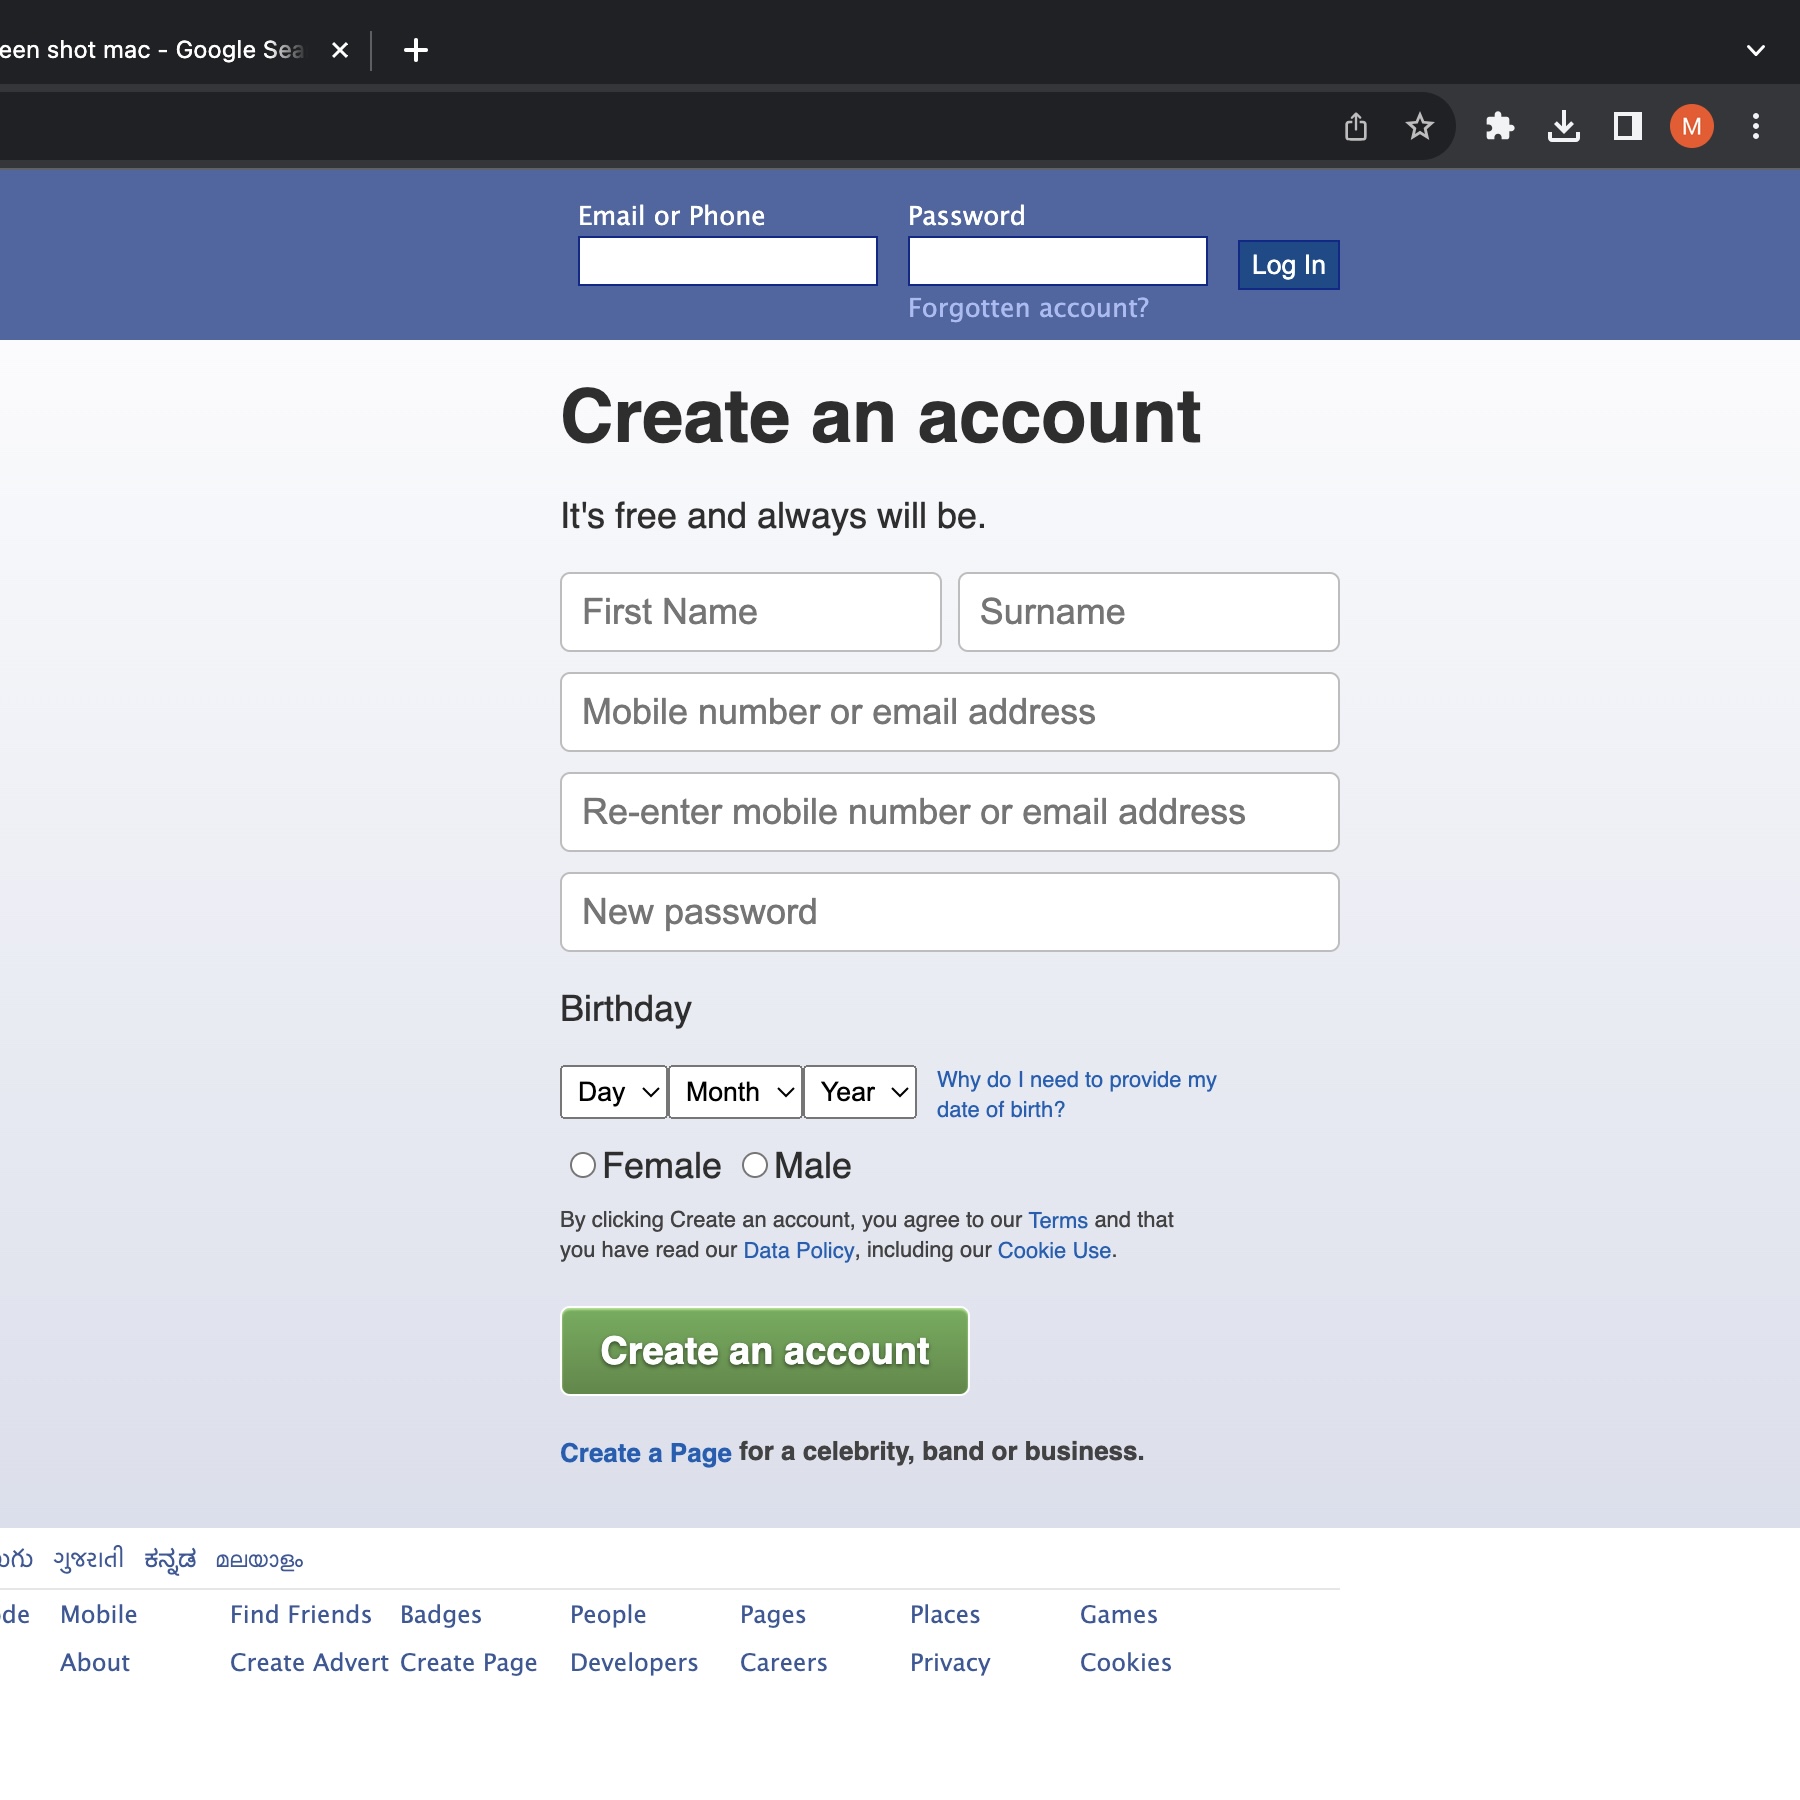 een shot mac - Google Sea
M
Email or Phone Password
Log In
Forgotten account?
Create an account
It's free and always will be.
First Name Surname
Mobile number or email address
Re-enter mobile number or email address
New password
Birthday
Day Month Year Why do I need to provide my
date of birth?
Female Male
By clicking Create an account, you agree to our Terms and that
you have read our Data Policy, including our Cookie Use.
Create an account
Create a Page for a celebrity, band or business.
ગુજરાતી ಕನ್ನಡ മലയാളം
de Mobile Find Friends Badges People Pages Places Games
About Create Advert Create Page Developers Careers Privacy Cookies